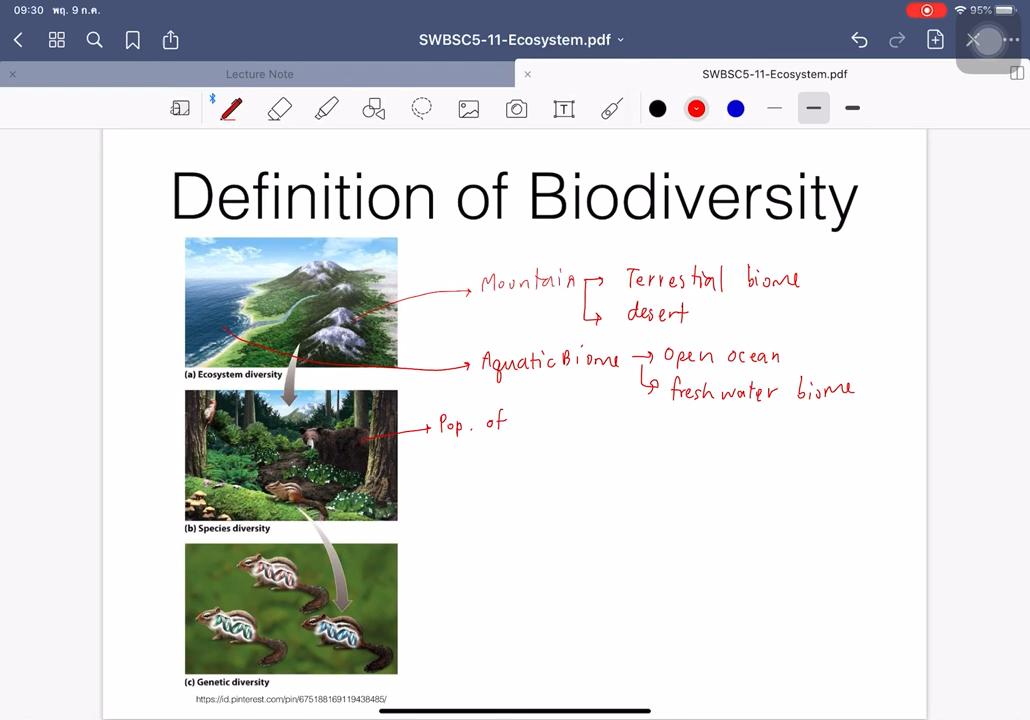 09:30 พฤ. 9 ก.ค.
95%
SWBSC5-11-Ecosystem.pdf
Lecture Note
SWBSC5-11-Ecosystem.pdf
T
Definition of Biodiversity
Mountain → Terrestial biome
→ desert
(a) Ecosystem diversity
Aquatic Biome → Open ocean
→ freshwater biome
Pop. of
(b) Species diversity
(c) Genetic diversity
https://id.pinterest.com/pin/675188169119438485/